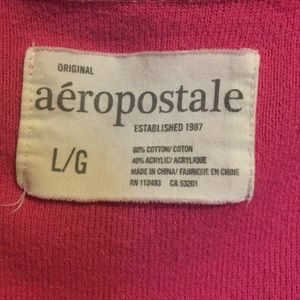 ORIGINAL
aéropostale
ESTABLISHED 1987
L/G
60% COTTON/ COTON
40% ACRYLIC/ ACRYLIQUE
MADE IN CHINA/ FABRIQUE EN CHINE
RN 112493 CA 53201